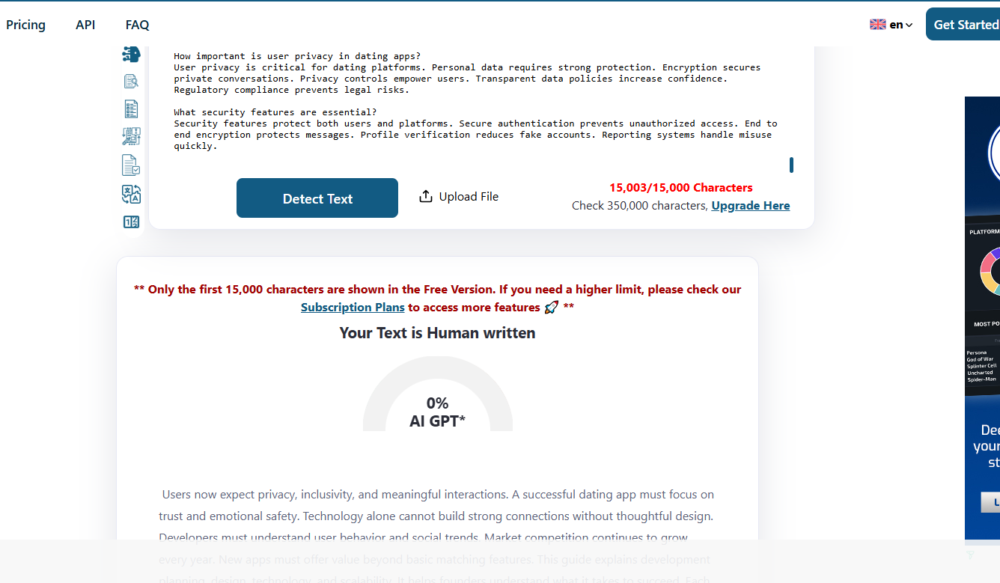 Pricing API FAQ en Get Started
How important is user privacy in dating apps?
User privacy is critical for dating platforms. Personal data requires strong protection. Encryption secures
private conversations. Privacy controls empower users. Transparent data policies increase confidence.
Regulatory compliance prevents legal risks.
What security features are essential?
Security features protect both users and platforms. Secure authentication prevents unauthorized access. End to
end encryption protects messages. Profile verification reduces fake accounts. Reporting systems handle misuse
quickly.
Detect Text
Upload File
15,003/15,000 Characters
Check 350,000 characters, Upgrade Here
** Only the first 15,000 characters are shown in the Free Version. If you need a higher limit, please check our
Subscription Plans to access more features 🚀 **
Your Text is Human written
0%
AI GPT*
Users now expect privacy, inclusivity, and meaningful interactions. A successful dating app must focus on
trust and emotional safety. Technology alone cannot build strong connections without thoughtful design.
Developers must understand user behavior and social trends. Market competition continues to grow
every year. New apps must offer value beyond basic matching features. This guide explains development
planning, design, technology, and scalability. It helps founders understand what it takes to succeed. Each
PLATFORM
MOST PO
Persona
God of War
Splinter Cell
Uncharted
Spider-Man
Dee
your
st
L